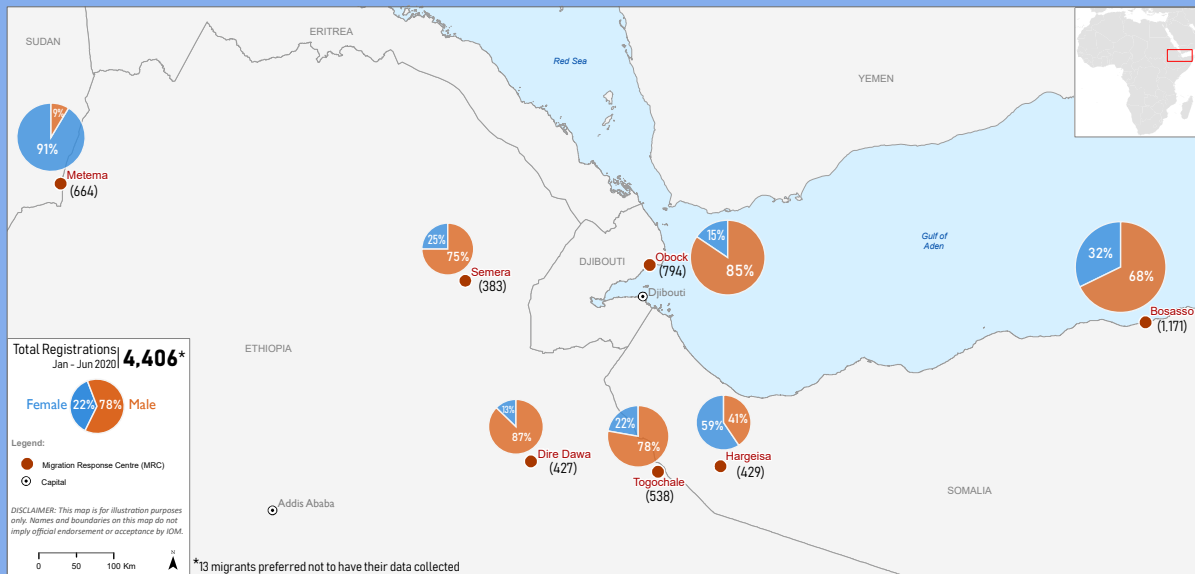 SUDAN
ERITREA
Red Sea
YEMEN
9%
91%
Metema
(664)
25%
75%
Semera
(383)
DJIBOUTI
Obock
(794)
Djibouti
15%
85%
Gulf of
Aden
32%
68%
Bosasso
(1,171)
ETHIOPIA
13%
87%
Dire Dawa
(427)
22%
78%
Togochale
(538)
59%
41%
Hargeisa
(429)
SOMALIA
Addis Ababa
Total Registrations
Jan - Jun 2020
4,406*
Female 22% 78% Male
Legend:
Migration Response Centre (MRC)
Capital
DISCLAIMER: This map is for illustration purposes
only. Names and boundaries on this map do not
imply official endorsement or acceptance by IOM.
0 50 100 Km
N
*13 migrants preferred not to have their data collected